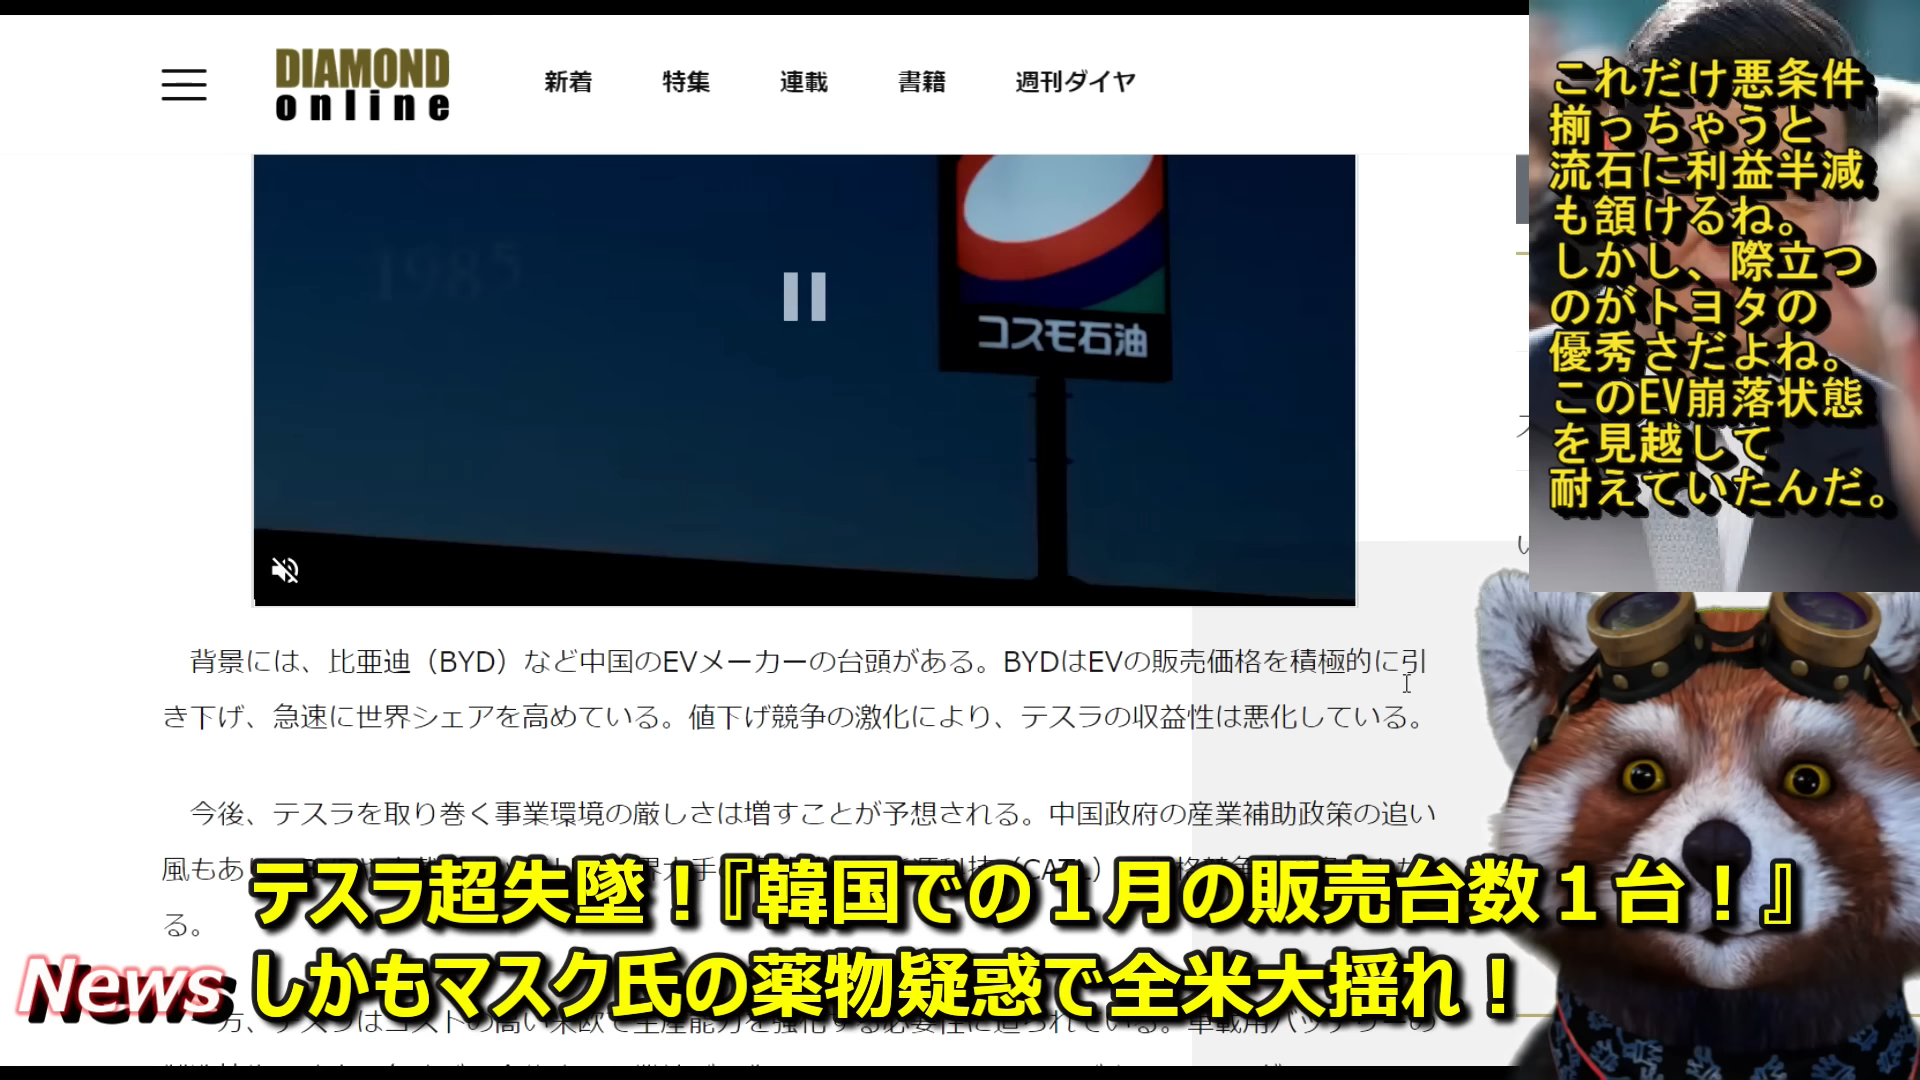 DIAMOND
online
新着 特集 連載 書籍 週刊ダイヤ
これだけ悪条件
揃っちゃうと
流石に利益半減
も頷けるね。
しかし、際立つ
のがトヨタの
優秀さだよね。
このEV崩落状態
を見越して
耐えていたんだ。
1985
コスモ石油
背景には、比亜迪（BYD）など中国のEVメーカーの台頭がある。BYDはEVの販売価格を積極的に引
き下げ、急速に世界シェアを高めている。値下げ競争の激化により、テスラの収益性は悪化している。
今後、テスラを取り巻く事業環境の厳しさは増すことが予想される。中国政府の産業補助政策の追い
風もあ
る。
テスラ超失墜！『韓国での１月の販売台数１台！』
News
しかもマスク氏の薬物疑惑で全米大揺れ！